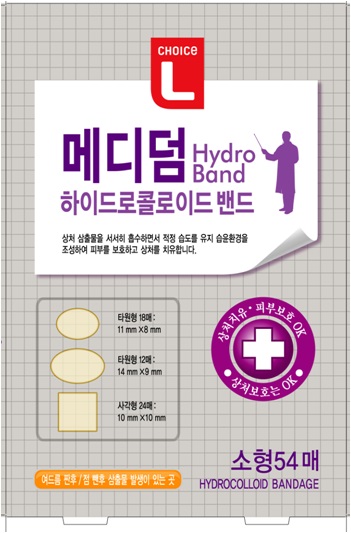 CHOICE
L
메디덤 Hydro Band
하이드로콜로이드 밴드
상처 삼출물을 서서히 흡수하면서 적정 습도를 유지 습윤환경을
조성하여 피부를 보호하고 상처를 치유합니다.
타원형 18매 :
11 mm×8 mm
타원형 12매 :
14 mm×9 mm
사각형 24매 :
10 mm×10 mm
상처치유·피부보호 OK
·상처보호는 OK·
여드름 짠후 / 점 뺀후 삼출물 발생이 있는 곳
소형54매
HYDROCOLLOID BANDAGE